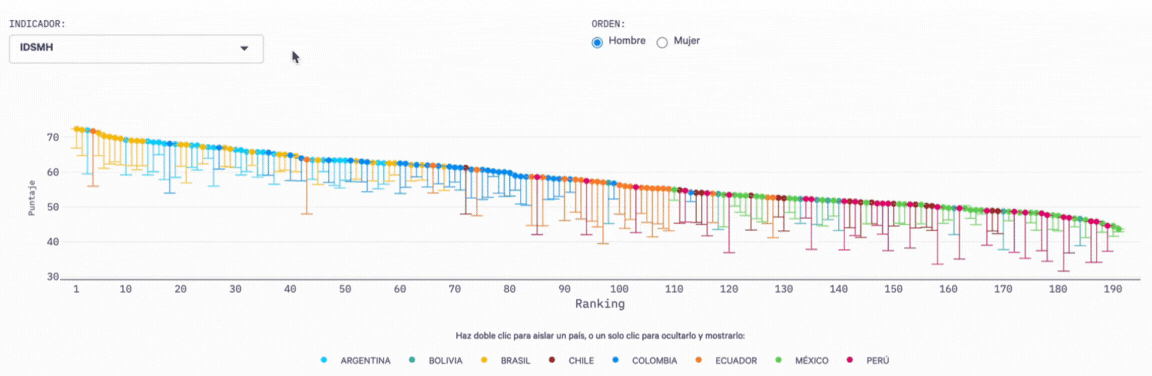 INDICADOR:
IDSMH
ORDEN:
Hombre Mujer
Puntaje
70
60
50
40
30
1 10 20 30 40 50 60 70 80 90 100 110 120 130 140 150 160 170 180 190
Ranking
Haz doble clic para aislar un país, o un solo clic para ocultarlo y mostrarlo:
ARGENTINA BOLIVIA BRASIL CHILE COLOMBIA ECUADOR MÉXICO PERÚ